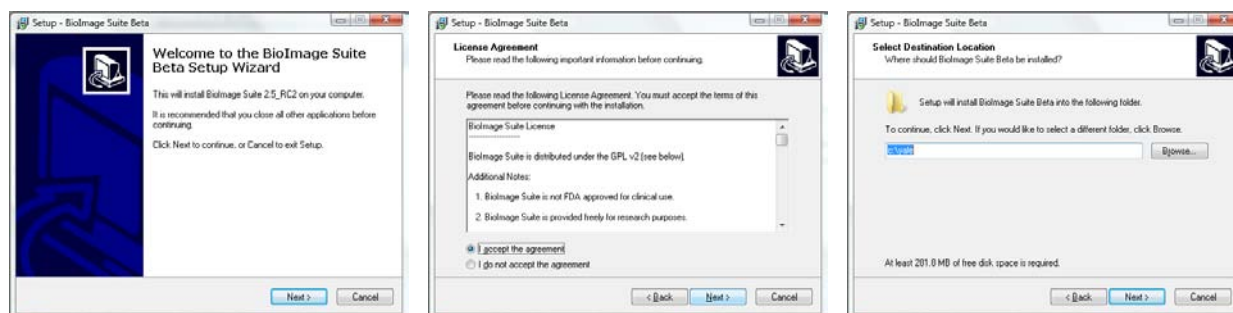 Setup - BioImage Suite Beta
Welcome to the BioImage Suite
Beta Setup Wizard
This will install BioImage Suite 2.5_RC2 on your computer.
It is recommended that you close all other applications before
continuing.
Click Next to continue, or Cancel to exit Setup.
Next >
Cancel
Setup - BioImage Suite Beta
License Agreement
Please read the following important information before continuing.
Please read the following License Agreement. You must accept the terms of this
agreement before continuing with the installation.
BioImage Suite License
BioImage Suite is distributed under the GPL v2 (see below).
Additional Notes:
1. BioImage Suite is not FDA approved for clinical use.
2. BioImage Suite is provided freely for research purposes.
I accept the agreement
I do not accept the agreement
< Back
Next >
Cancel
Setup - BioImage Suite Beta
Select Destination Location
Where should BioImage Suite Beta be installed?
Setup will install BioImage Suite Beta into the following folder.
To continue, click Next. If you would like to select a different folder, click Browse.
c:\yale
Browse...
At least 281.8 MB of free disk space is required.
< Back
Next >
Cancel